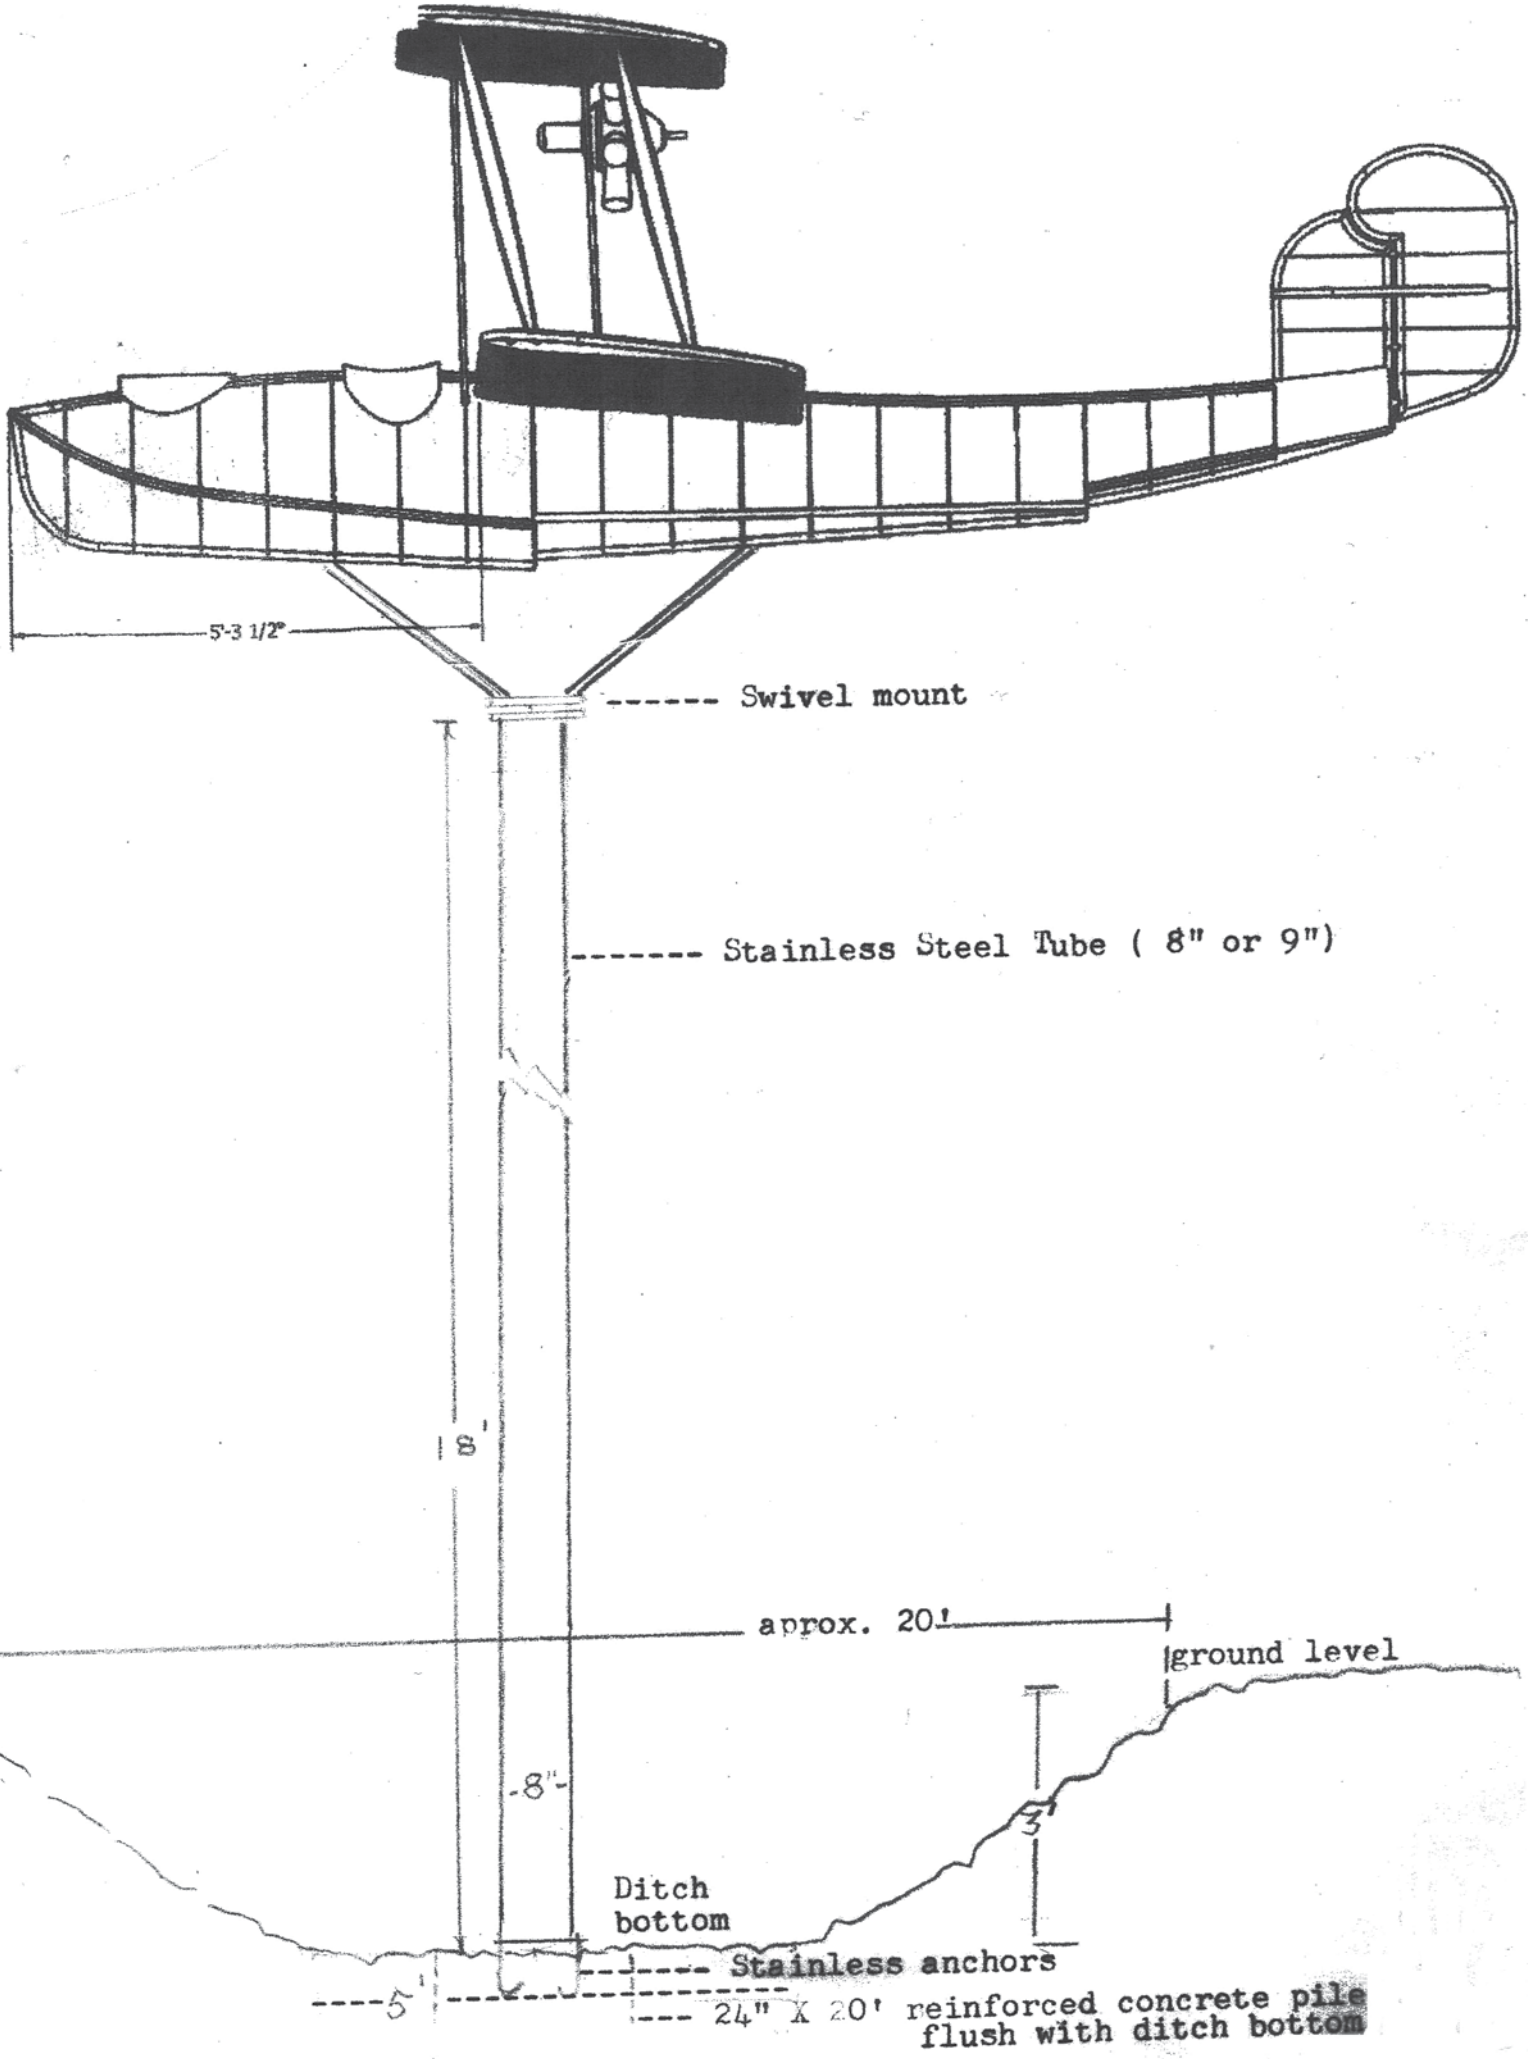 5'-3 1/2"
------ Swivel mount
------- Stainless Steel Tube ( 8" or 9")
18'
aprox. 20'
ground level
-8"-
3'
Ditch
bottom
------- Stainless anchors
----5'
--- 24" X 20' reinforced concrete pile
flush with ditch bottom